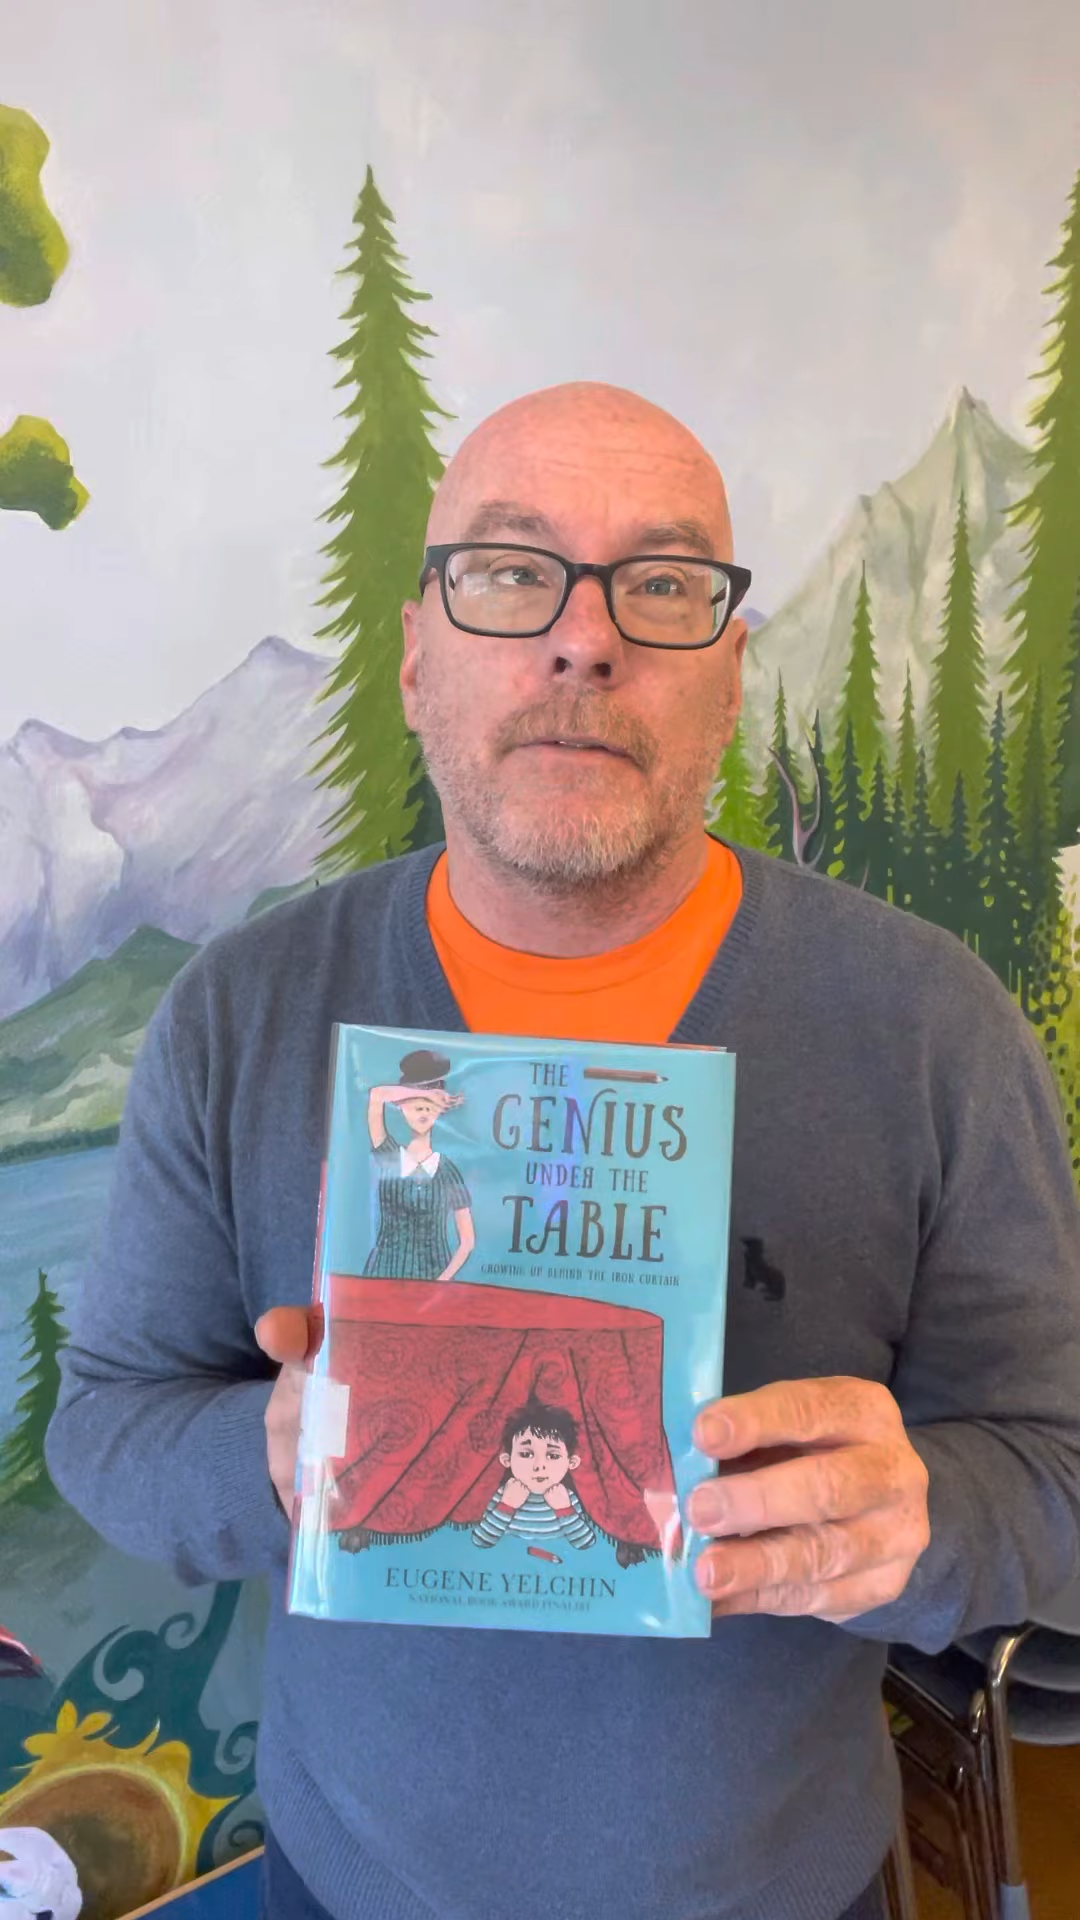 THE
GENIUS
UNDER THE
TABLE
GROWING UP BEHIND THE IRON CURTAIN
EUGENE YELCHIN
NATIONAL BOOK AWARD FINALIST